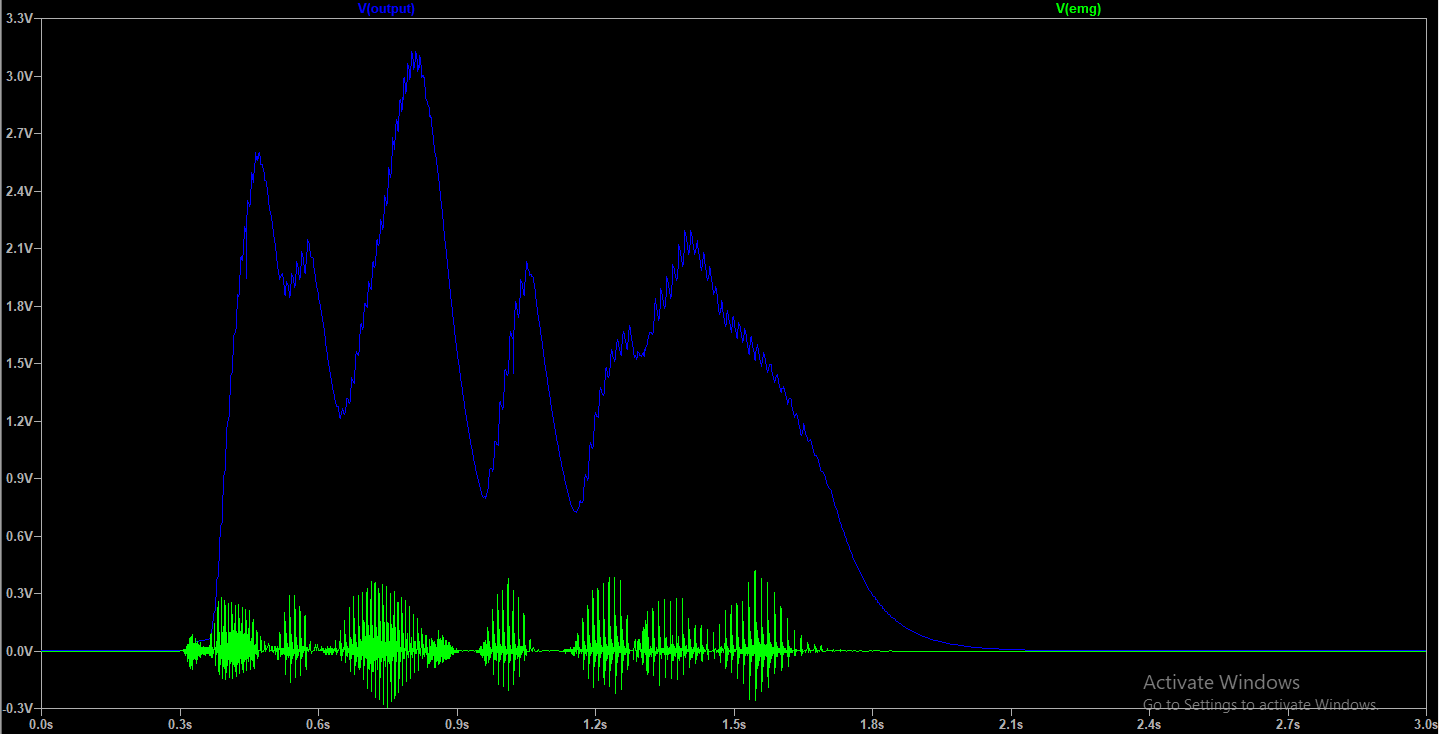 V(output) V(emg)
3.3V
3.0V
2.7V
2.4V
2.1V
1.8V
1.5V
1.2V
0.9V
0.6V
0.3V
0.0V
-0.3V
0.0s 0.3s 0.6s 0.9s 1.2s 1.5s 1.8s 2.1s 2.4s 2.7s 3.0s
Activate Windows
Go to Settings to activate Windows.